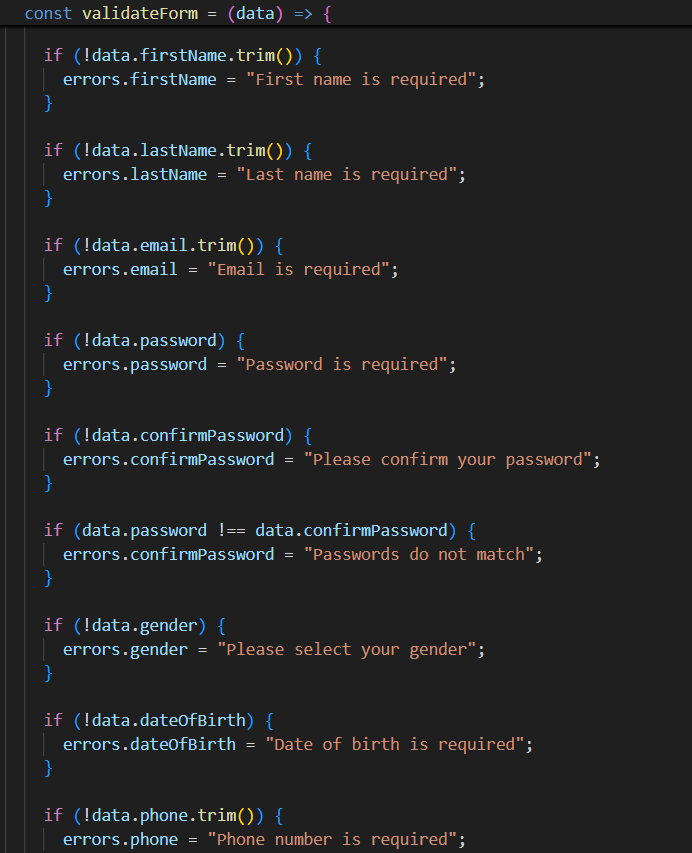 const validateForm = (data) => {
if (!data.firstName.trim()) {
errors.firstName = "First name is required";
}
if (!data.lastName.trim()) {
errors.lastName = "Last name is required";
}
if (!data.email.trim()) {
errors.email = "Email is required";
}
if (!data.password) {
errors.password = "Password is required";
}
if (!data.confirmPassword) {
errors.confirmPassword = "Please confirm your password";
}
if (data.password !== data.confirmPassword) {
errors.confirmPassword = "Passwords do not match";
}
if (!data.gender) {
errors.gender = "Please select your gender";
}
if (!data.dateOfBirth) {
errors.dateOfBirth = "Date of birth is required";
}
if (!data.phone.trim()) {
errors.phone = "Phone number is required";